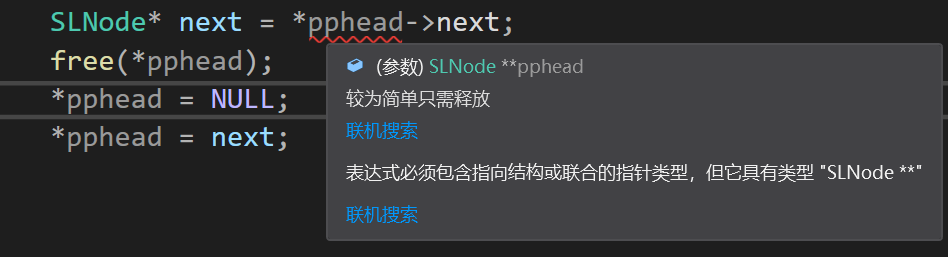 SLNode* next = *pphead->next;
free(*pphead);
*pphead = NULL;
*pphead = next;
(参数) SLNode **pphead
较为简单只需释放
联机搜索
表达式必须包含指向结构或联合的指针类型，但它具有类型 "SLNode **"
联机搜索